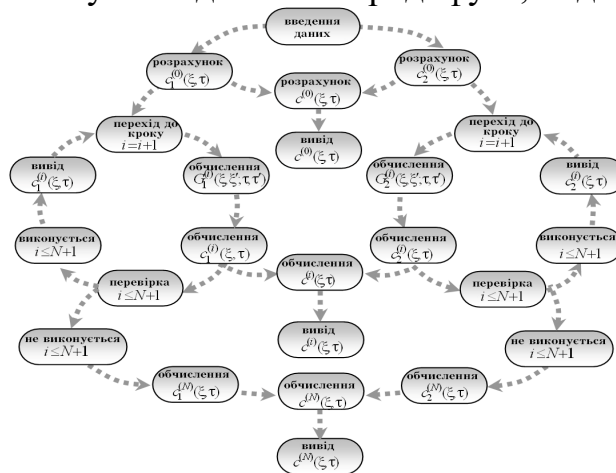 введення
даних
розрахунок
c₁⁽⁰⁾(ξ,τ)
розрахунок
c₂⁽⁰⁾(ξ,τ)
розрахунок
c⁽⁰⁾(ξ,τ)
перехід до
кроку
i=i+1
перехід до
кроку
i=i+1
вивід
c⁽⁰⁾(ξ,τ)
вивід
c₁⁽ⁱ⁾(ξ,τ)
обчислення
G₁⁽ⁱ⁾(ξ,ξ′,τ,τ′)
обчислення
G₂⁽ⁱ⁾(ξ,ξ′,τ,τ′)
вивід
c₂⁽ⁱ⁾(ξ,τ)
виконується
i≤N+1
обчислення
c₁⁽ⁱ⁾(ξ,τ)
обчислення
c₂⁽ⁱ⁾(ξ,τ)
виконується
i≤N+1
обчислення
c⁽ⁱ⁾(ξ,τ)
перевірка
i≤N+1
перевірка
i≤N+1
не виконується
i≤N+1
вивід
c⁽ⁱ⁾(ξ,τ)
не виконується
i≤N+1
обчислення
c₁⁽ᴺ⁾(ξ,τ)
обчислення
c⁽ᴺ⁾(ξ,τ)
обчислення
c₂⁽ᴺ⁾(ξ,τ)
вивід
c⁽ᴺ⁾(ξ,τ)